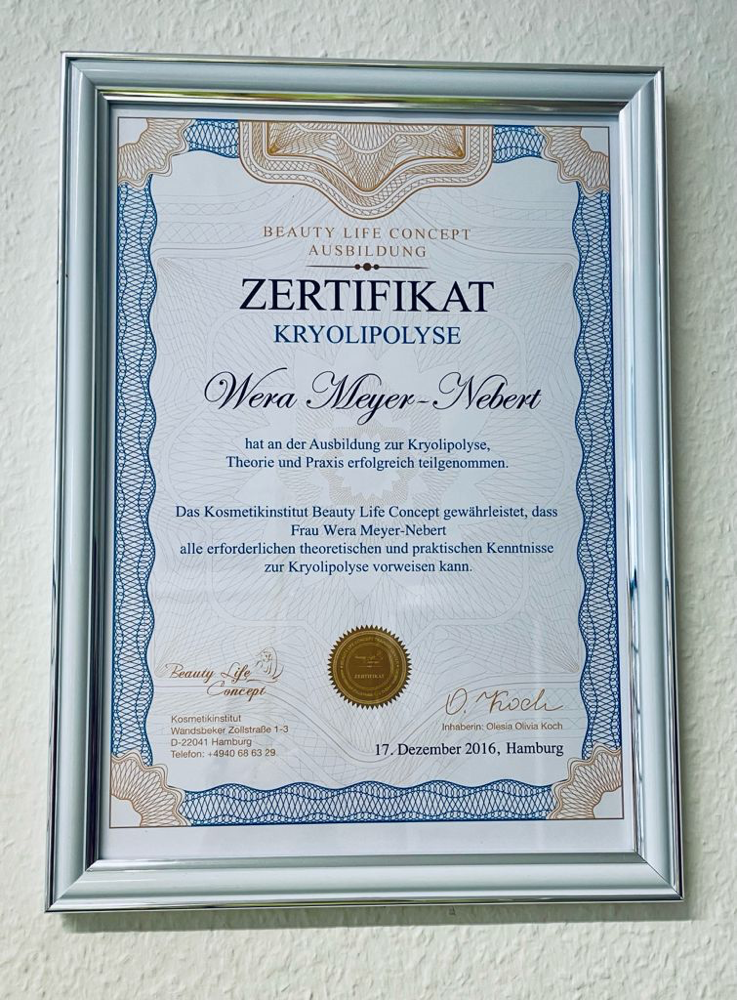 BEAUTY LIFE CONCEPT
AUSBILDUNG
ZERTIFIKAT
KRYOLIPOLYSE
Wera Meyer-Nebert
hat an der Ausbildung zur Kryolipolyse,
Theorie und Praxis erfolgreich teilgenommen.
Das Kosmetikinstitut Beauty Life Concept gewährleistet, dass
Frau Wera Meyer-Nebert
alle erforderlichen theoretischen und praktischen Kenntnisse
zur Kryolipolyse vorweisen kann.
Beauty Life
Concept
Kosmetikinstitut
Wandsbeker Zollstraße 1-3
D-22041 Hamburg
Telefon: +4940 68 63 29
ZERTIFIKAT
O. Koch
Inhaberin: Olesia Olivia Koch
17. Dezember 2016, Hamburg